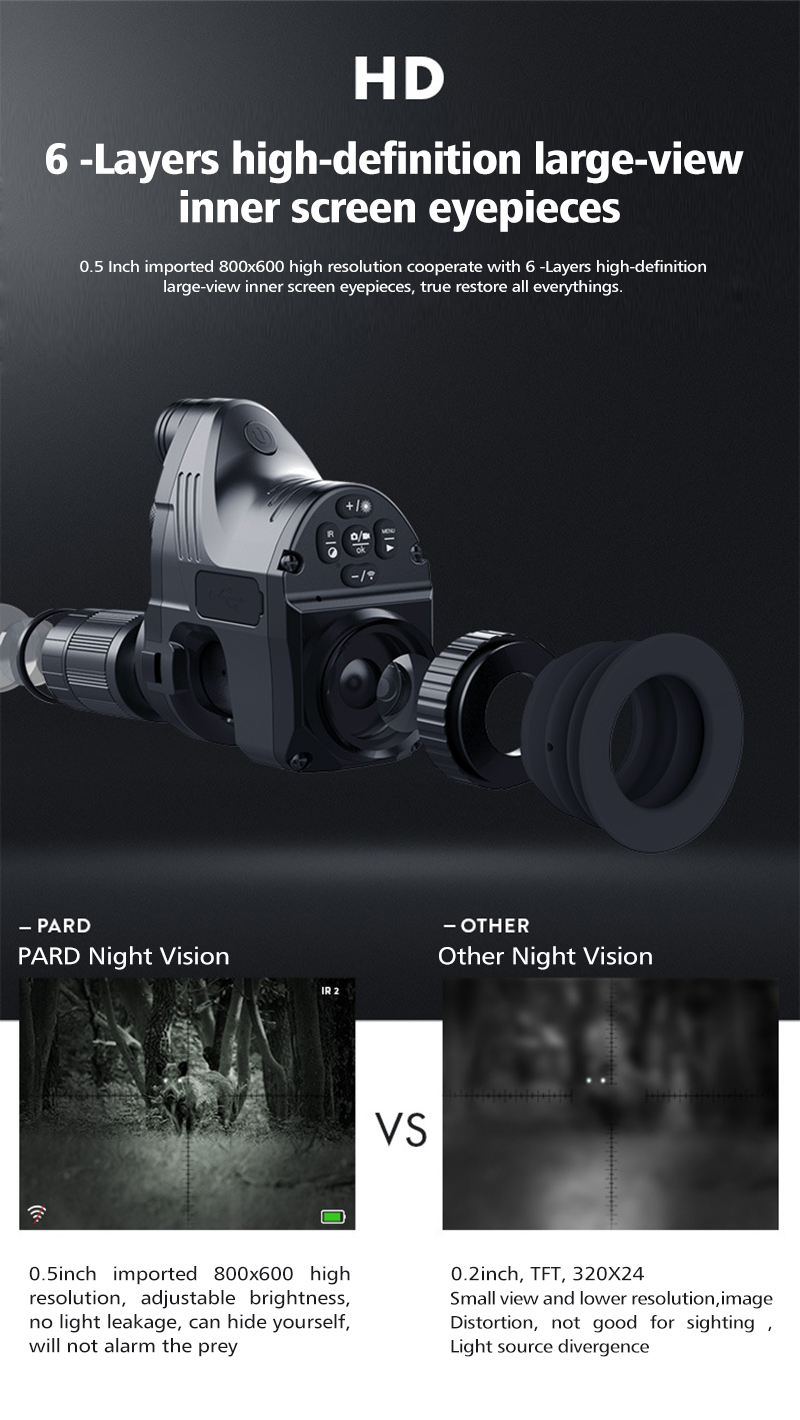 HD
6 -Layers high-definition large-view
inner screen eyepieces
0.5 Inch imported 800x600 high resolution cooperate with 6 -Layers high-definition
large-view inner screen eyepieces, true restore all everythings.
+/
IR
/
ok
MENU
-/
– PARD
– OTHER
PARD Night Vision
Other Night Vision
IR 2
VS
0.5inch imported 800x600 high
resolution, adjustable brightness,
no light leakage, can hide yourself,
will not alarm the prey
0.2inch, TFT, 320X24
Small view and lower resolution,image
Distortion, not good for sighting ,
Light source divergence